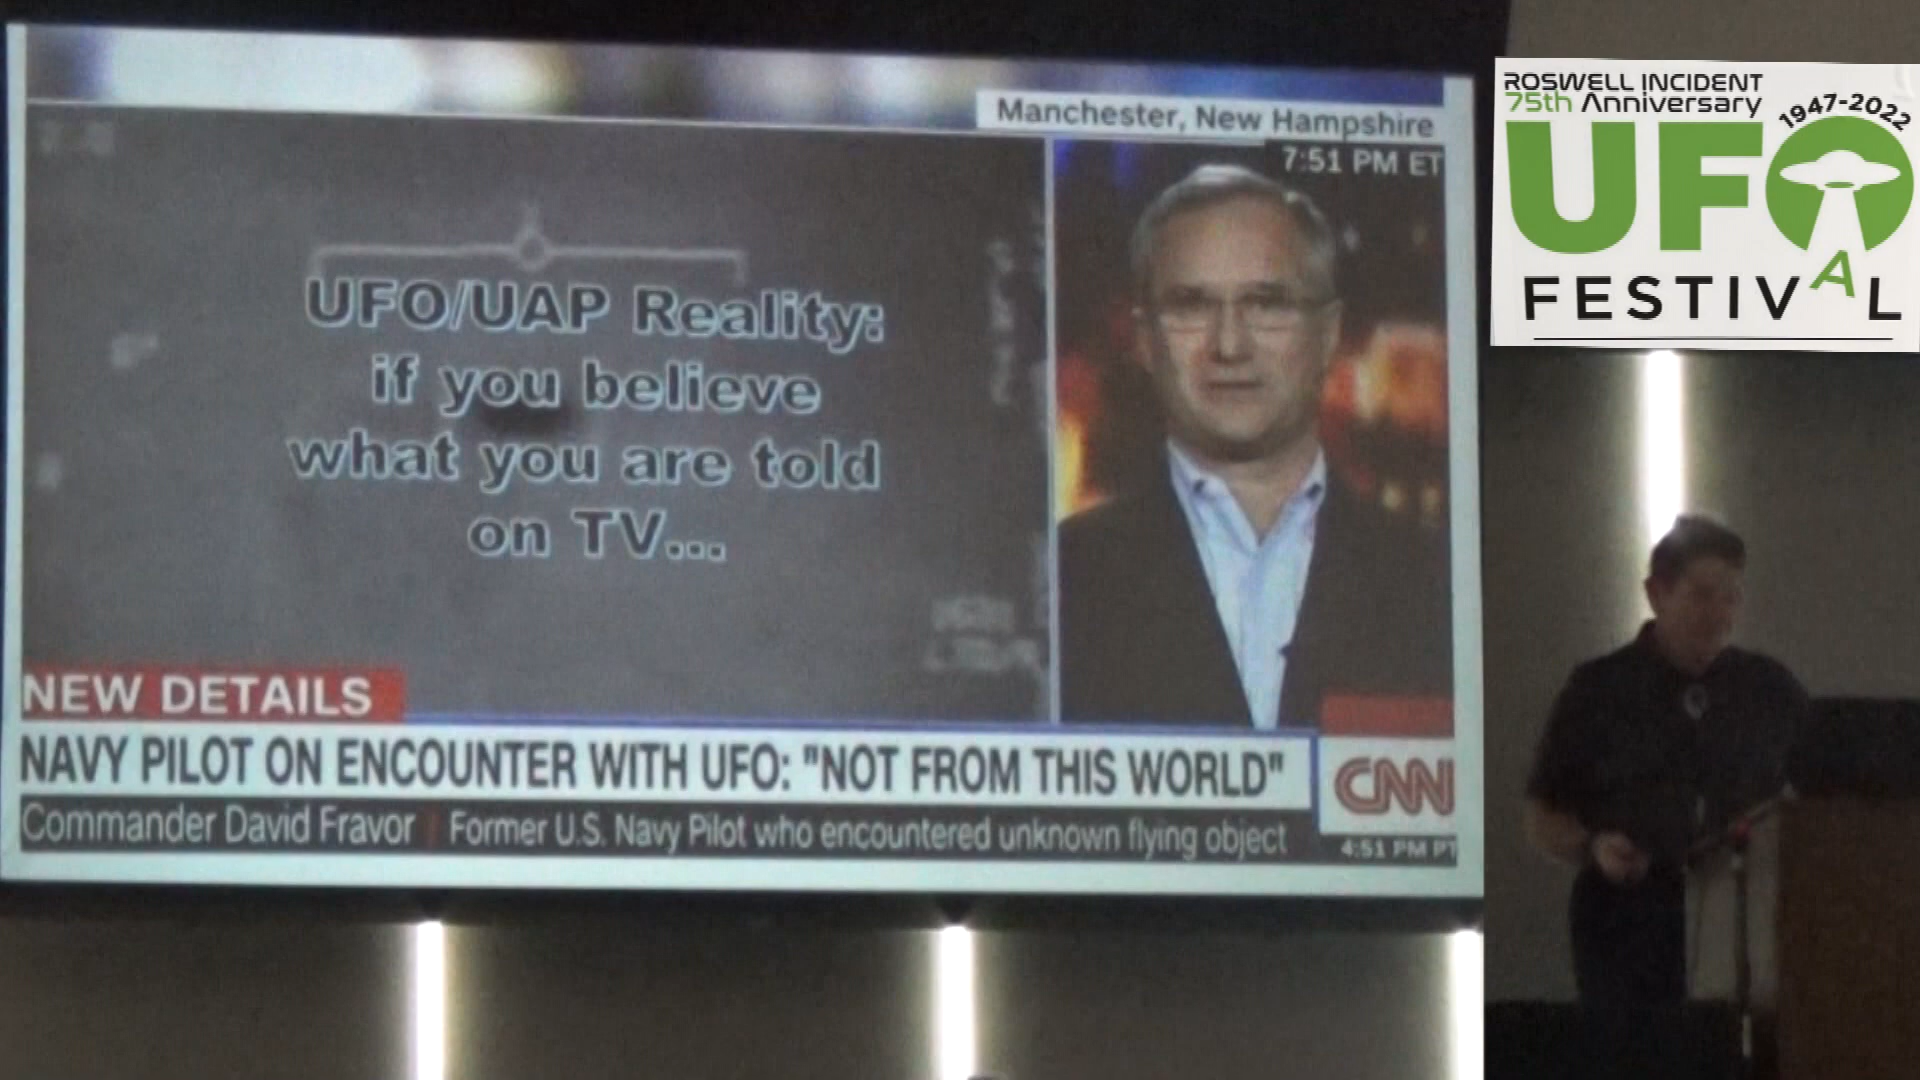 Manchester, New Hampshire
7:51 PM ET
UFO/UAP Reality:
if you believe
what you are told
on TV...
NEW DETAILS
NAVY PILOT ON ENCOUNTER WITH UFO: "NOT FROM THIS WORLD"
Commander David Fravor | Former U.S. Navy Pilot who encountered unknown flying object
CNN
4:51 PM PT
ROSWELL INCIDENT
75th Anniversary
1947-2022
UFO
FESTIVAL